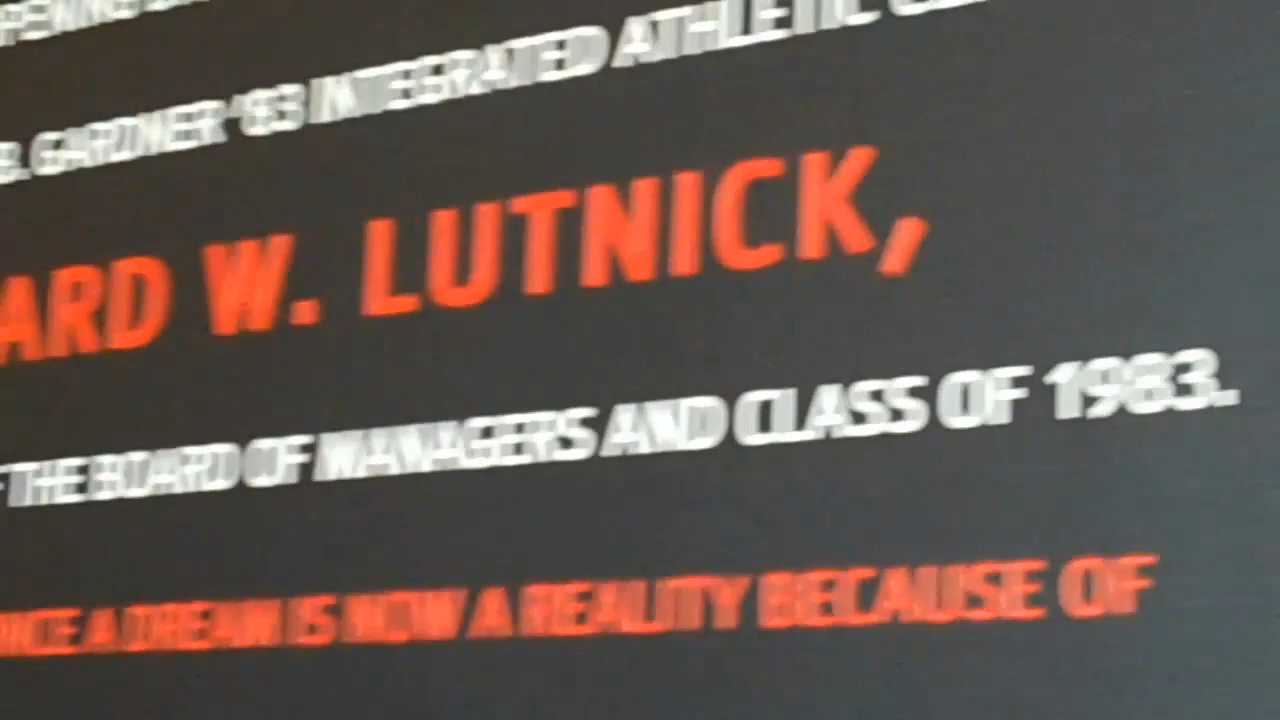 B. GARDNER '83 INTEGRATED ATHLETIC
ARD W. LUTNICK,
THE BOARD OF MANAGERS AND CLASS OF 1983.
A DREAM IS NOW A REALITY BECAUSE OF